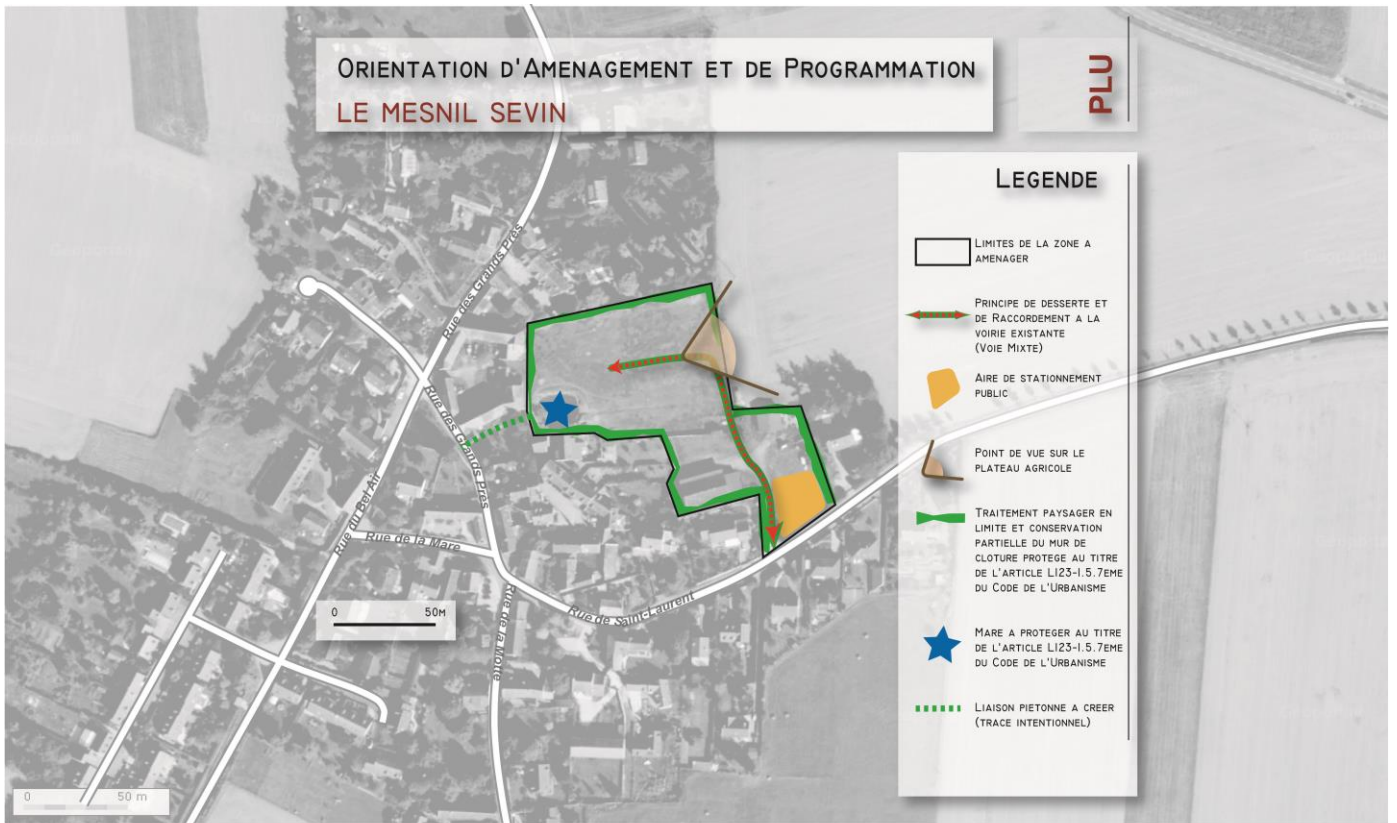 ORIENTATION D'AMENAGEMENT ET DE PROGRAMMATION
LE MESNIL SEVIN
PLU
LEGENDE
LIMITES DE LA ZONE A
AMENAGER
PRINCIPE DE DESSERTE ET
DE RACCORDEMENT A LA
VOIRIE EXISTANTE
(VOIE MIXTE)
AIRE DE STATIONNEMENT
PUBLIC
POINT DE VUE SUR LE
PLATEAU AGRICOLE
TRAITEMENT PAYSAGER EN
LIMITE ET CONSERVATION
PARTIELLE DU MUR DE
CLOTURE PROTEGE AU TITRE
DE L'ARTICLE L123-1.5.7EME
DU CODE DE L'URBANISME
MARE A PROTEGER AU TITRE
DE L'ARTICLE L123-1.5.7EME
DU CODE DE L'URBANISME
LIAISON PIETONNE A CREER
(TRACE INTENTIONNEL)
Rue des Grands Prés
Rue des Grands Prés
Rue du Bel Air
Rue de la Mare
Rue de la Motte
Rue de Saint-Laurent
0 50M
0 50 m